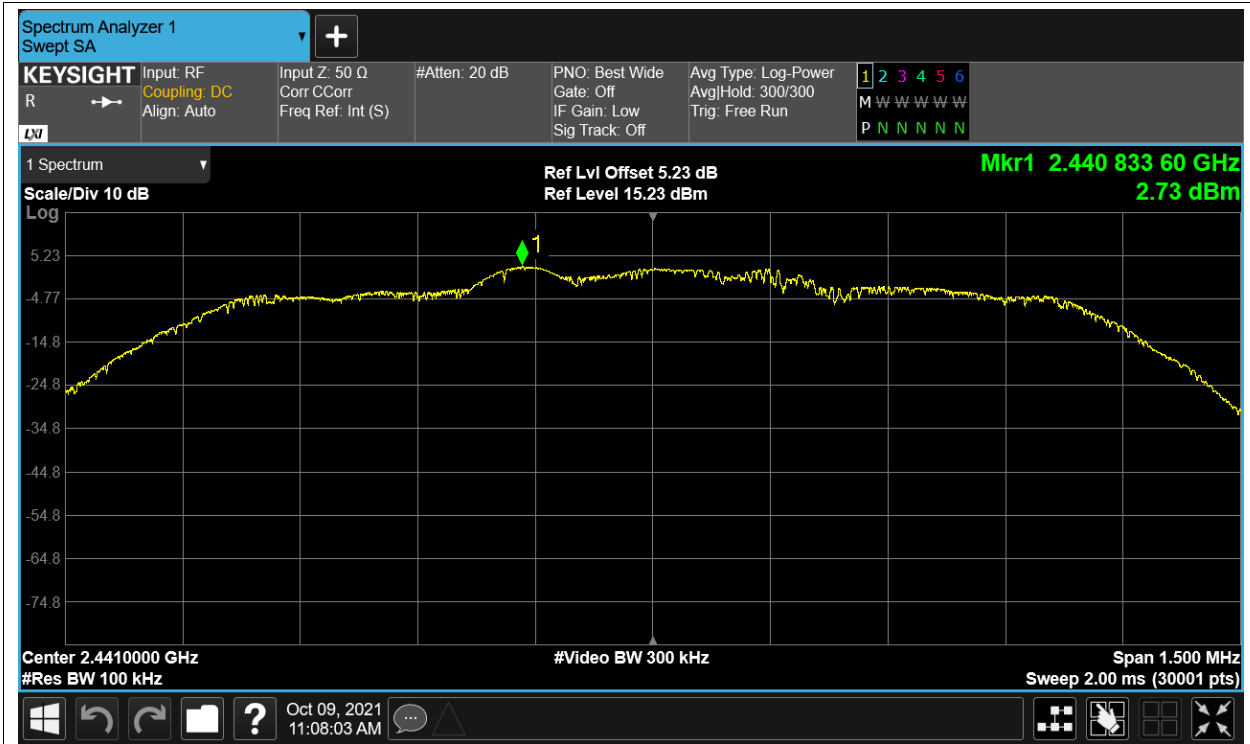 Spectrum Analyzer 1
Swept SA
KEYSIGHT
R
LXI
Input: RF
Coupling: DC
Align: Auto
Input Z: 50 Ω
Corr CCorr
Freq Ref: Int (S)
#Atten: 20 dB
PNO: Best Wide
Gate: Off
IF Gain: Low
Sig Track: Off
Avg Type: Log-Power
Avg|Hold: 300/300
Trig: Free Run
1 2 3 4 5 6
M W W W W W
P N N N N N
1 Spectrum
Scale/Div 10 dB
Log
Ref Lvl Offset 5.23 dB
Ref Level 15.23 dBm
Mkr1 2.440 833 60 GHz
2.73 dBm
1
5.23
-4.77
-14.8
-24.8
-34.8
-44.8
-54.8
-64.8
-74.8
Center 2.4410000 GHz
#Res BW 100 kHz
#Video BW 300 kHz
Span 1.500 MHz
Sweep 2.00 ms (30001 pts)
?
Oct 09, 2021
11:08:03 AM